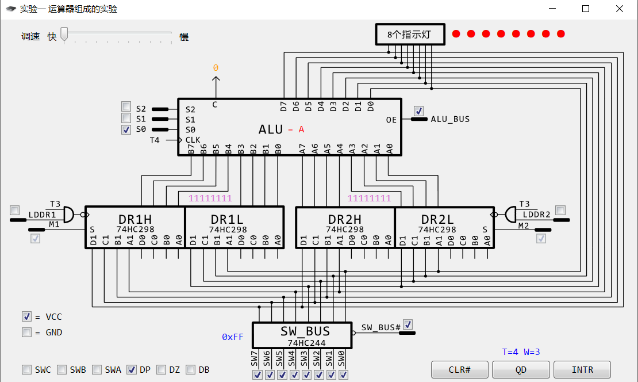 实验一 运算器组成的实验
调速 快 慢
8个指示灯
0
C
D7 D6 D5 D4 D3 D2 D1 D0
S2 S2
S1 S1
S0 S0
T4 CLK
ALU - A
OE ALU_BUS
B7 B6 B5 B4 B3 B2 B1 B0 A7 A6 A5 A4 A3 A2 A1 A0
11111111 11111111
T3 T3
LDDR1 LDDR2
M1 M2
DR1H DR1L DR2H DR2L
74HC298 74HC298 74HC298 74HC298
S S
D1 C1 B1 A1 D0 C0 B0 A0 D1 C1 B1 A1 D0 C0 B0 A0 D1 C1 B1 A1 D0 C0 B0 A0 D1 C1 B1 A1 D0 C0 B0 A0
= VCC
= GND
0xFF
SW_BUS
74HC244
SW_BUS#
SW7 SW6 SW5 SW4 SW3 SW2 SW1 SW0
T=4 W=3
SWC SWB SWA DP DZ DB
CLR# QD INTR